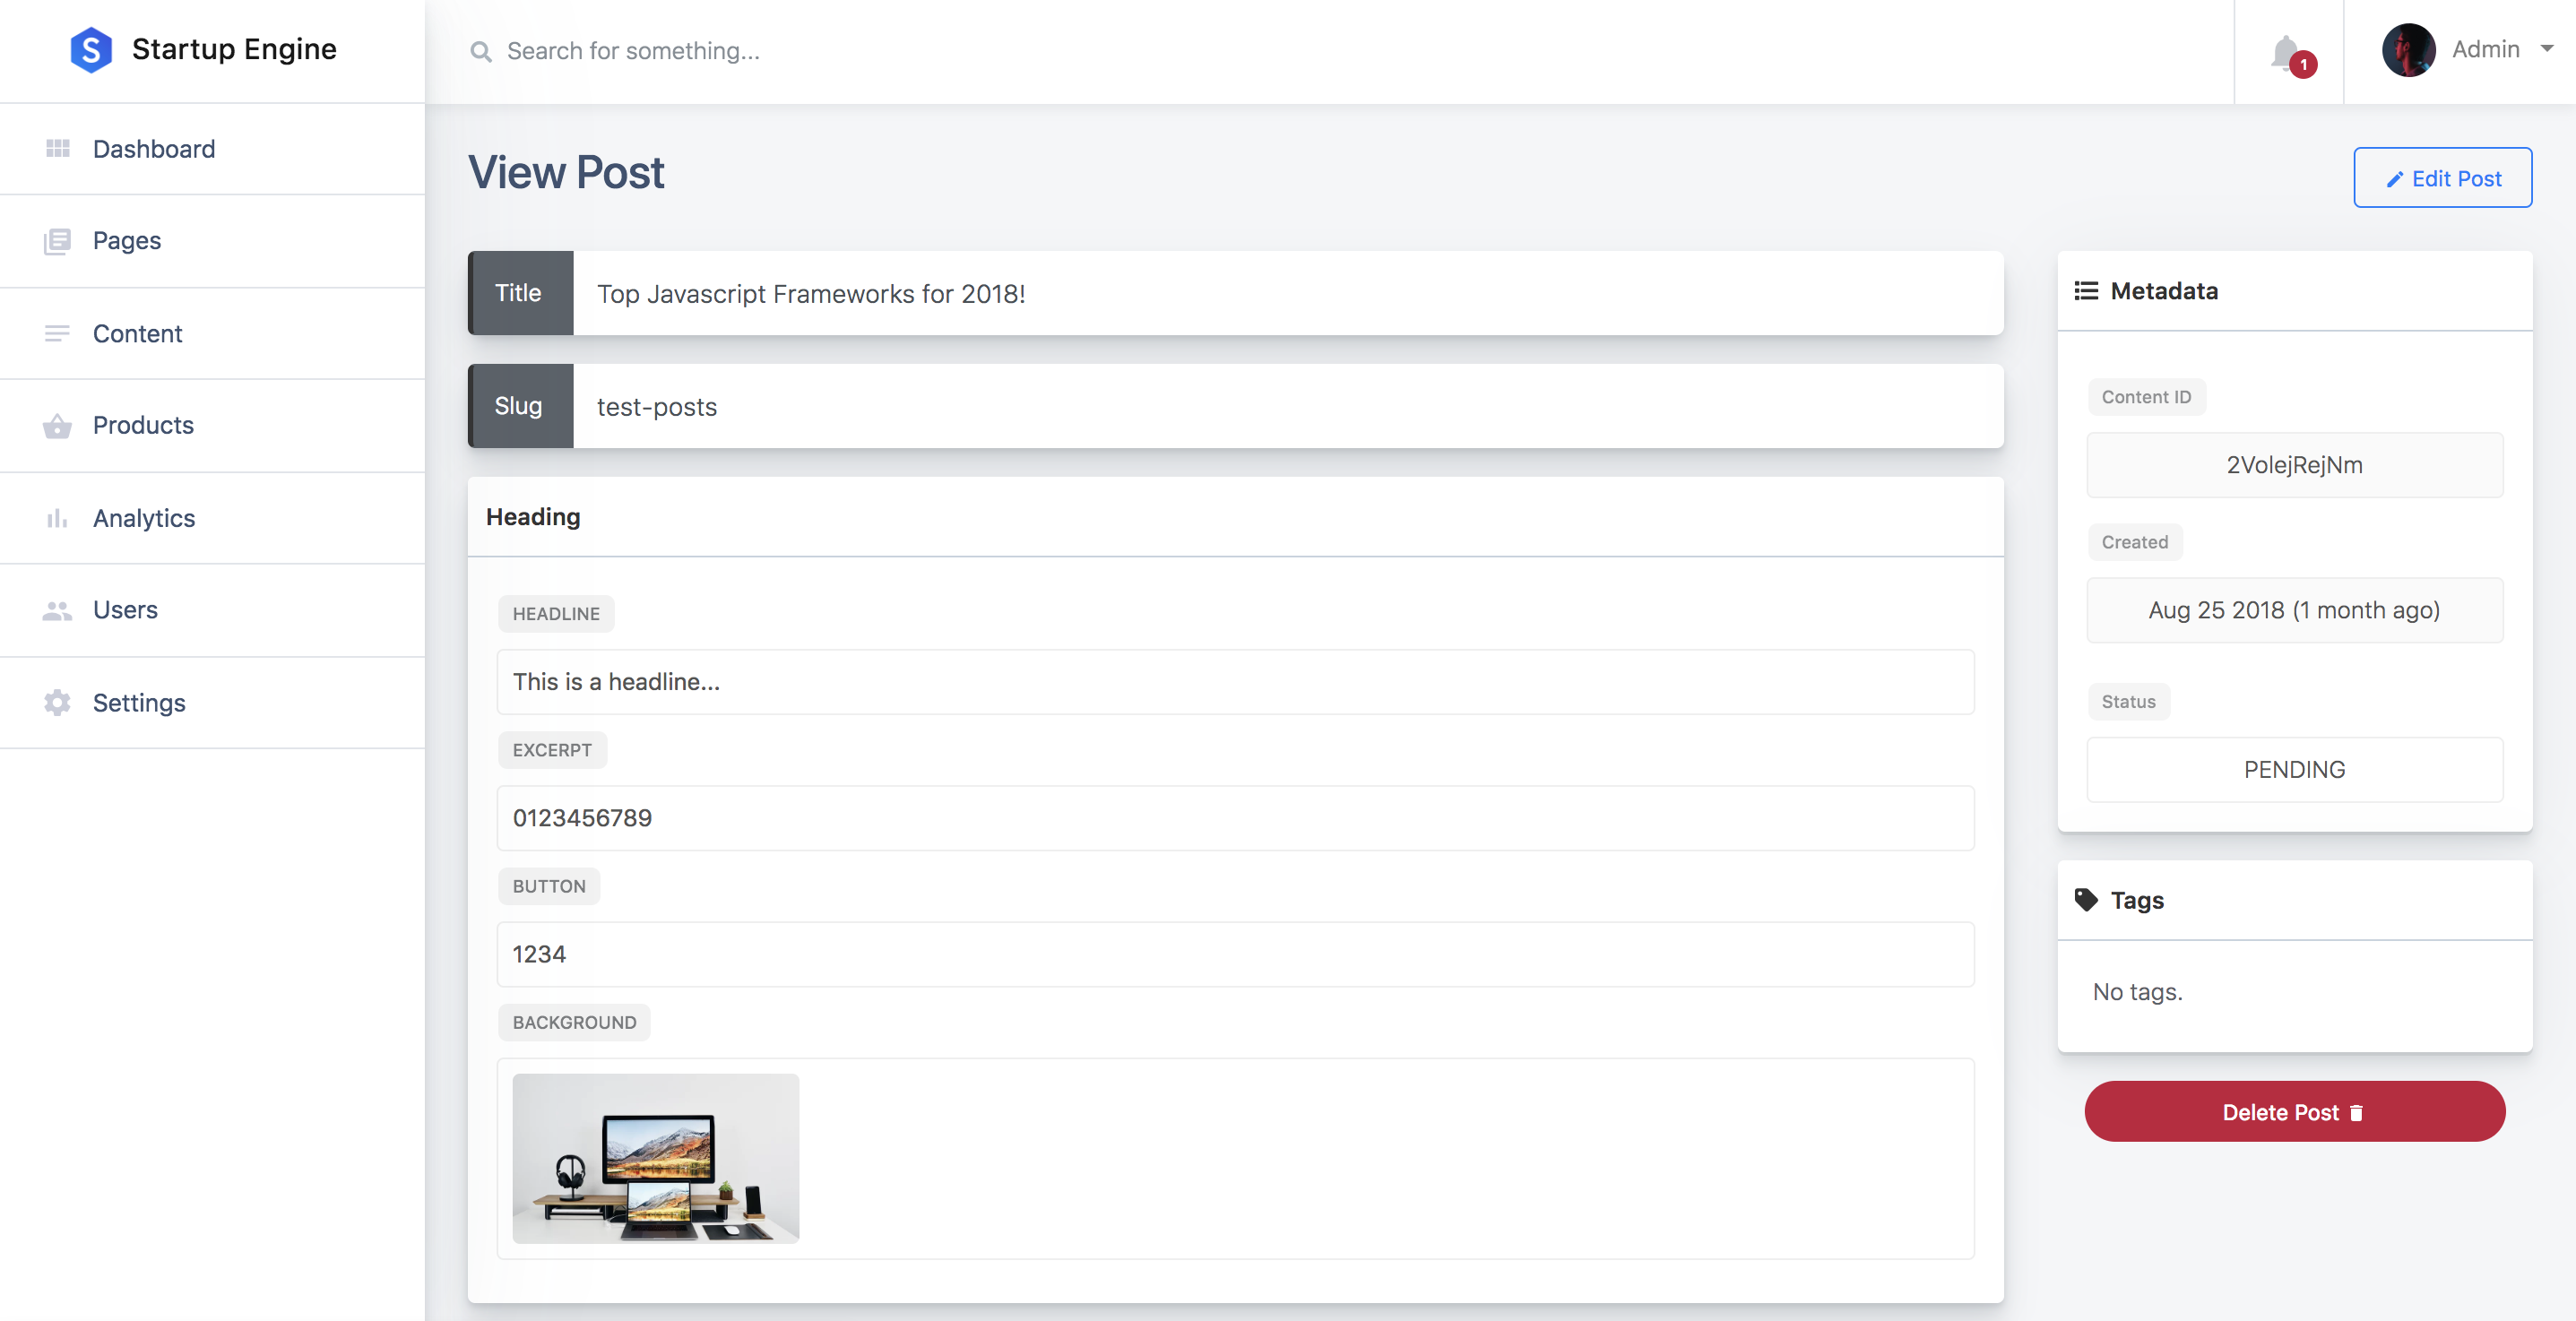 S Startup Engine
Search for something...
1
Admin
Dashboard
Pages
Content
Products
Analytics
Users
Settings
View Post
Edit Post
Title
Top Javascript Frameworks for 2018!
Slug
test-posts
Heading
HEADLINE
This is a headline...
EXCERPT
0123456789
BUTTON
1234
BACKGROUND
Metadata
Content ID
2VolejRejNm
Created
Aug 25 2018 (1 month ago)
Status
PENDING
Tags
No tags.
Delete Post